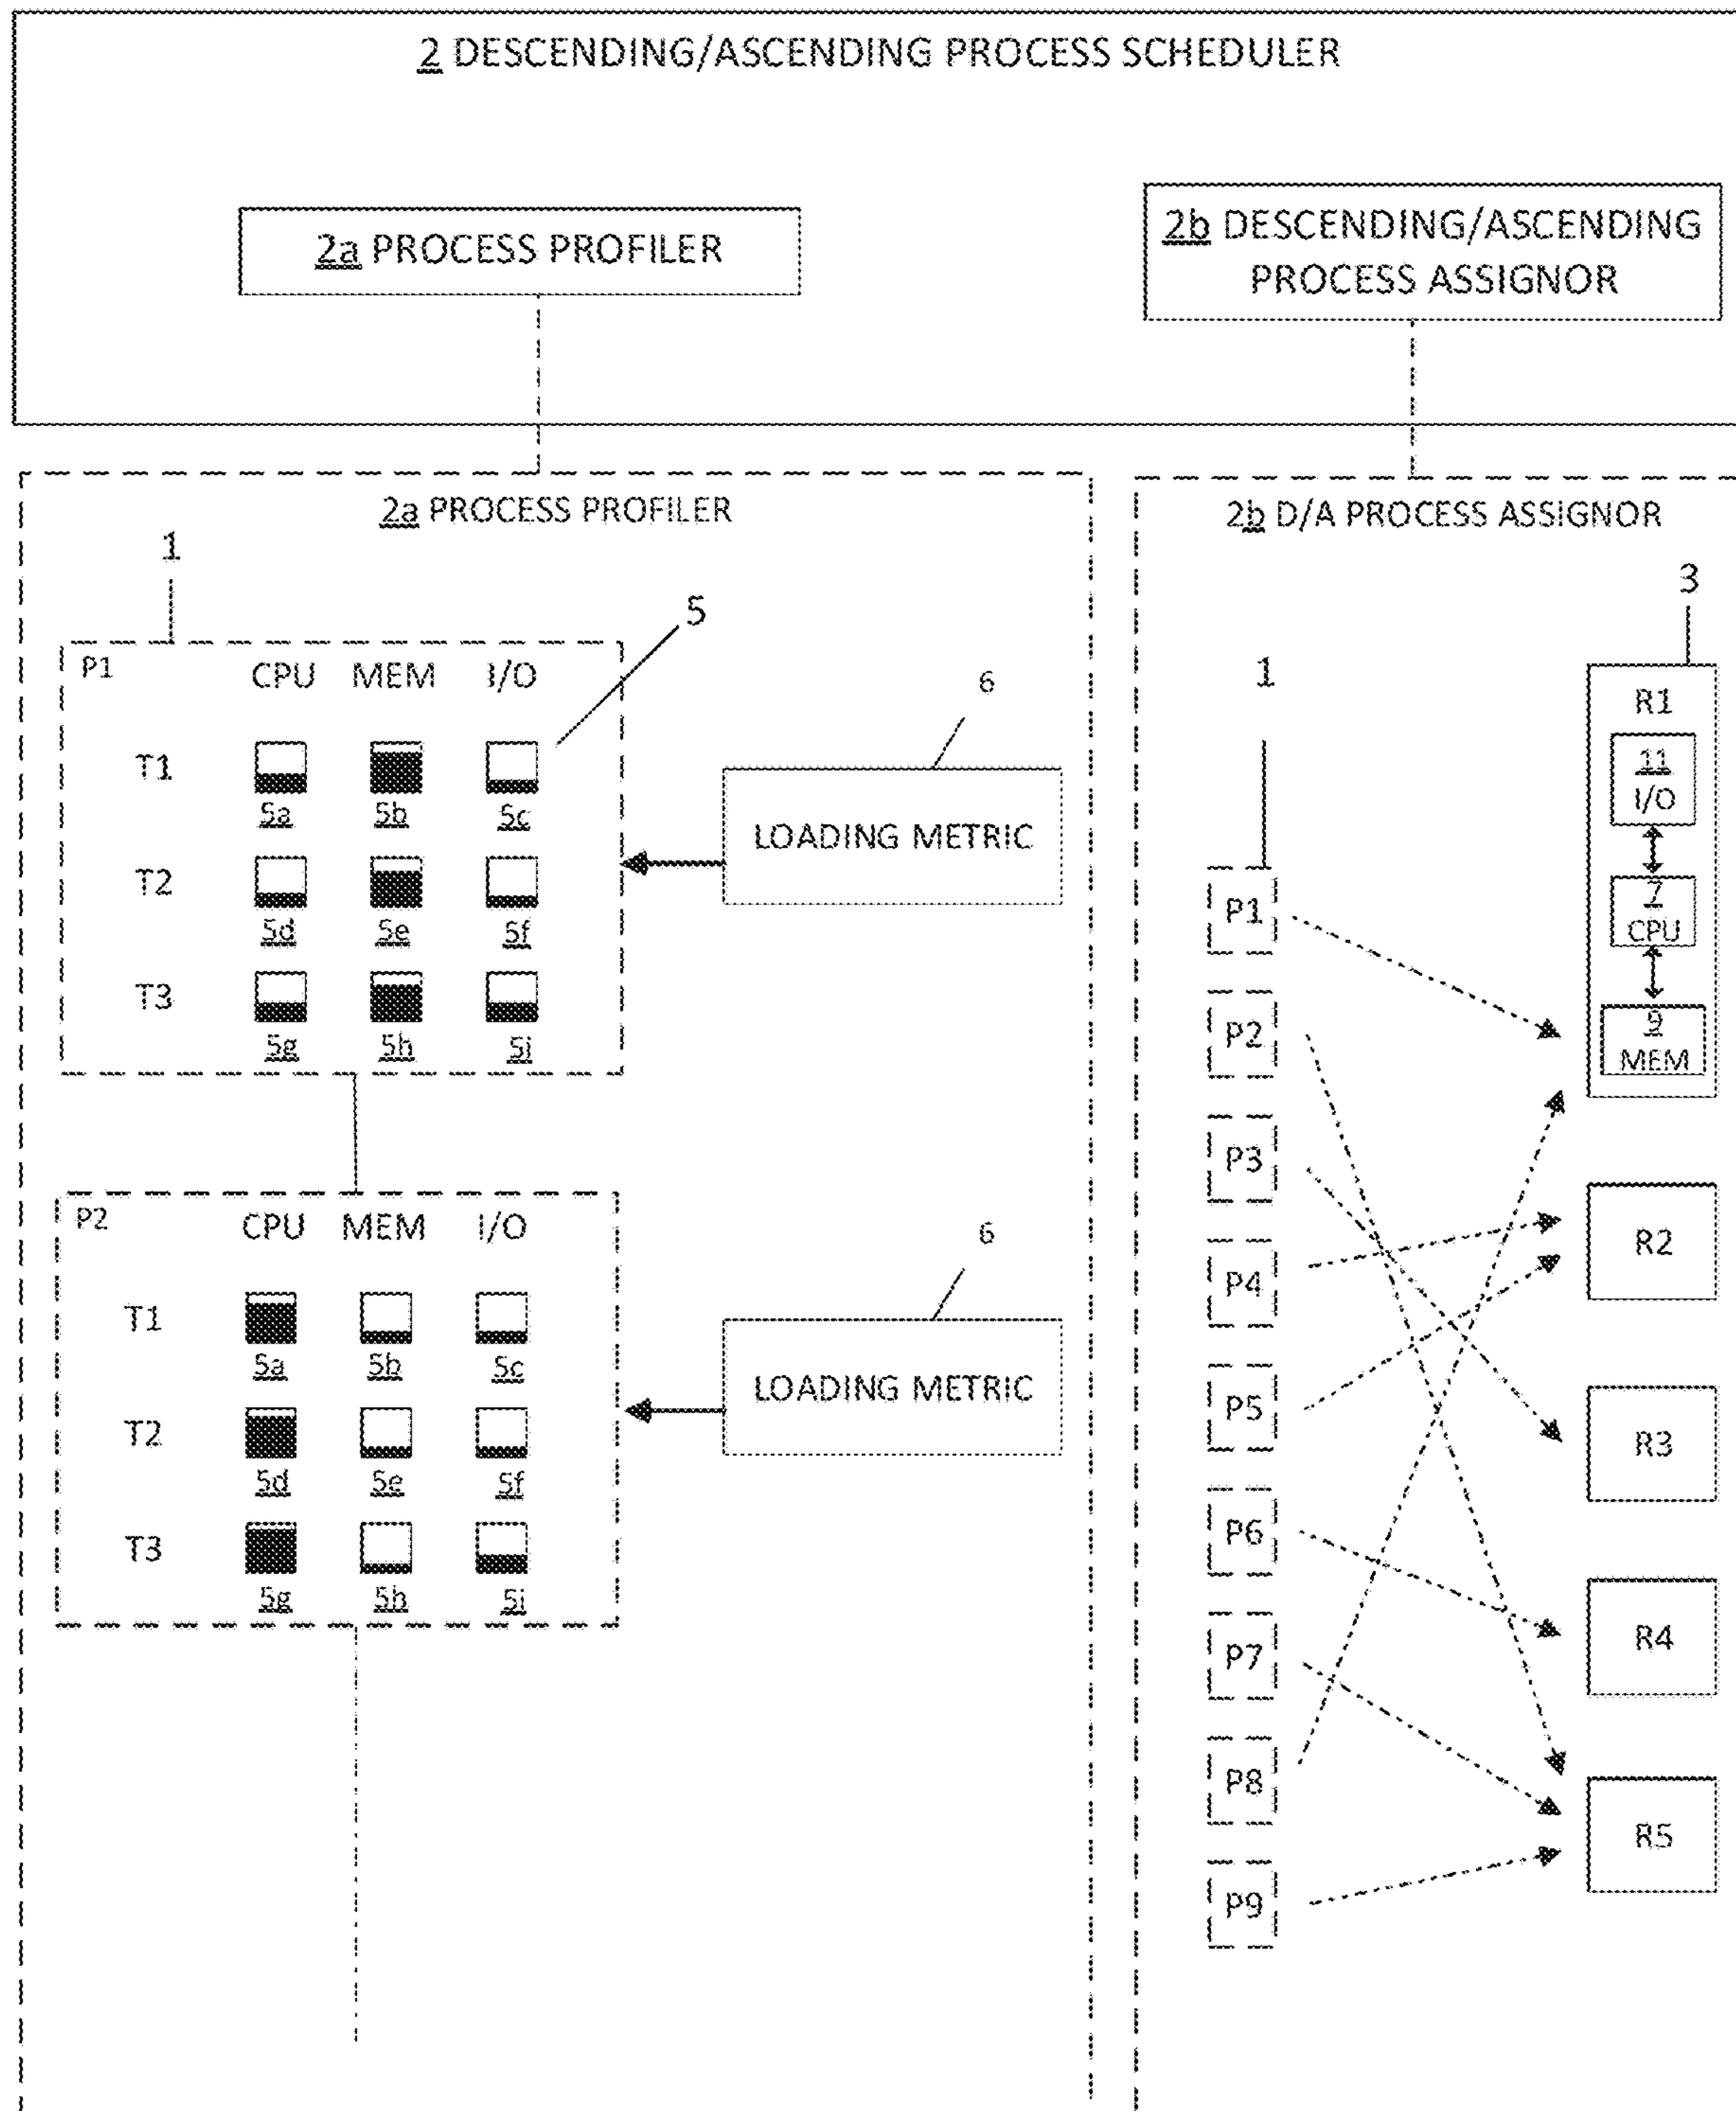 2 DESCENDING/ASCENDING PROCESS SCHEDULER
2a PROCESS PROFILER
2b DESCENDING/ASCENDING
PROCESS ASSIGNOR
2a PROCESS PROFILER
1
5
P1 CPU MEM I/O
T1
5a 5b 5c
T2
5d 5e 5f
T3
5g 5h 5i
6
LOADING METRIC
P2 CPU MEM I/O
T1
5a 5b 5c
T2
5d 5e 5f
T3
5g 5h 5i
6
LOADING METRIC
2b D/A PROCESS ASSIGNOR
1
P1
P2
P3
P4
P5
P6
P7
P8
P9
3
R1
11
I/O
7
CPU
9
MEM
R2
R3
R4
R5